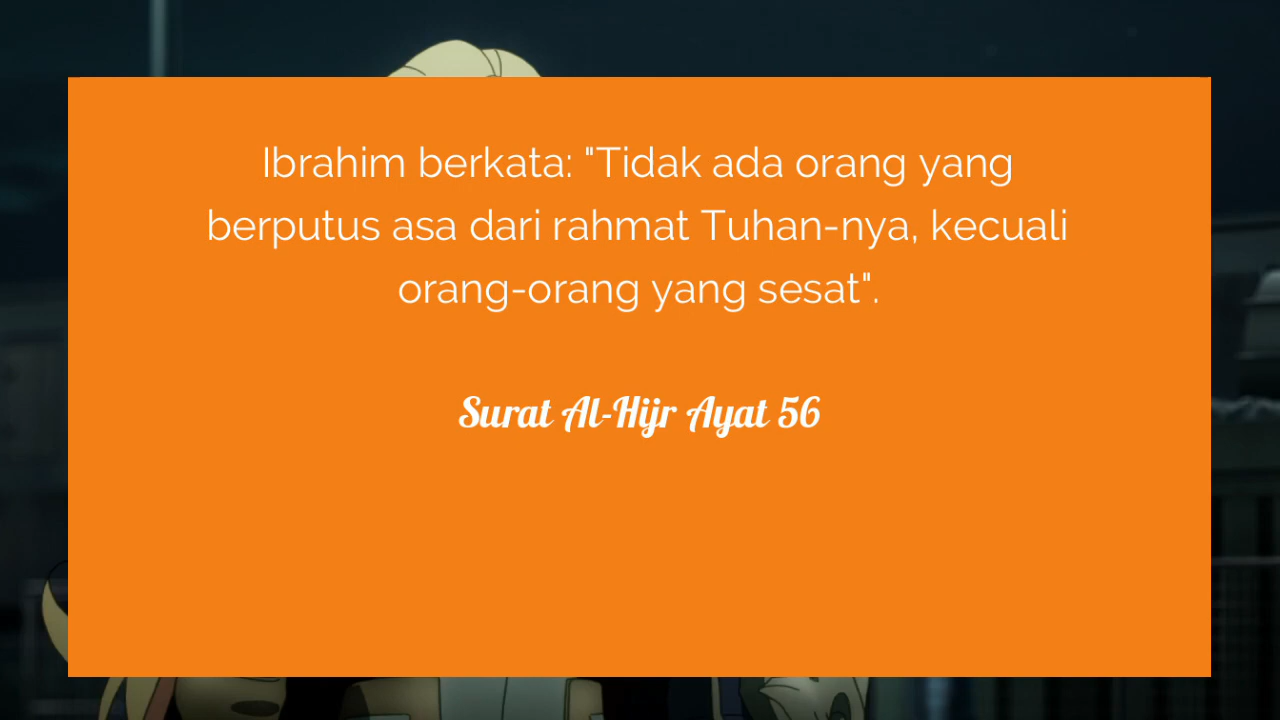 Ibrahim berkata: "Tidak ada orang yang
berputus asa dari rahmat Tuhan-nya, kecuali
orang-orang yang sesat".
Surat Al-Hijr Ayat 56